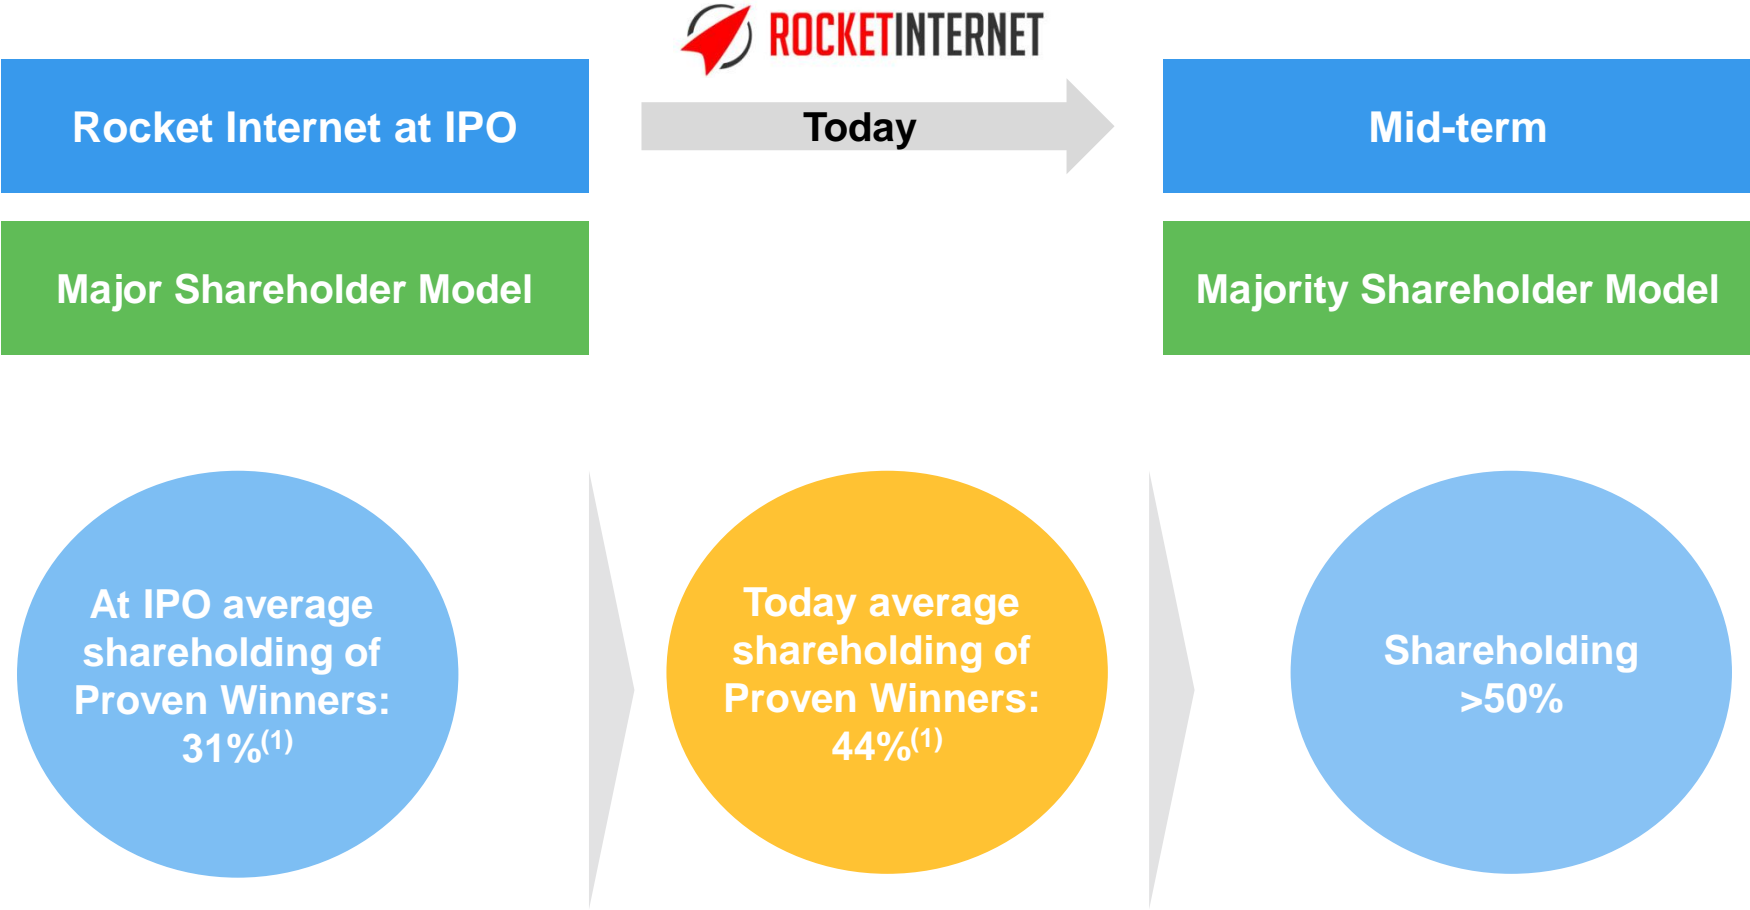 ROCKETINTERNET
Rocket Internet at IPO
Today
Mid-term
Major Shareholder Model
Majority Shareholder Model
At IPO average
shareholding of
Proven Winners:
31%(1)
Today average
shareholding of
Proven Winners:
44%(1)
Shareholding
>50%